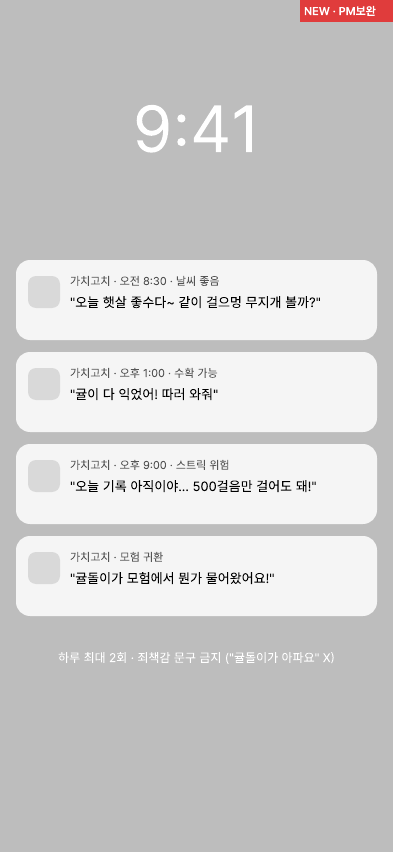 NEW · PM보완
9:41
가치고치 · 오전 8:30 · 날씨 좋음
"오늘 햇살 좋수다~ 같이 걸으멍 무지개 볼까?"
가치고치 · 오후 1:00 · 수확 가능
"귤이 다 익었어! 따러 와줘"
가치고치 · 오후 9:00 · 스트릭 위험
"오늘 기록 아직이야… 500걸음만 걸어도 돼!"
가치고치 · 모험 귀환
"귤돌이가 모험에서 뭔가 물어왔어요!"
하루 최대 2회 · 죄책감 문구 금지 ("귤돌이가 아파요" X)